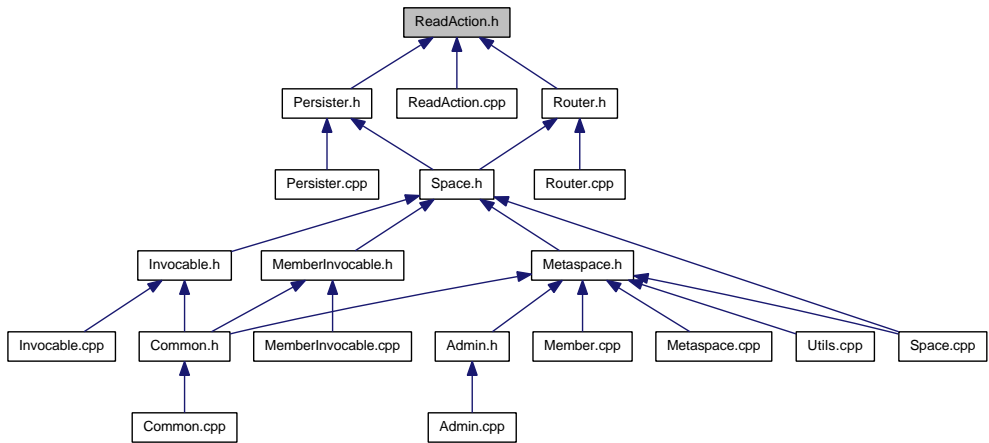 ReadAction.h
Persister.h
ReadAction.cpp
Router.h
Persister.cpp
Space.h
Router.cpp
Invocable.h
MemberInvocable.h
Metaspace.h
Invocable.cpp
Common.h
MemberInvocable.cpp
Admin.h
Member.cpp
Metaspace.cpp
Utils.cpp
Space.cpp
Common.cpp
Admin.cpp